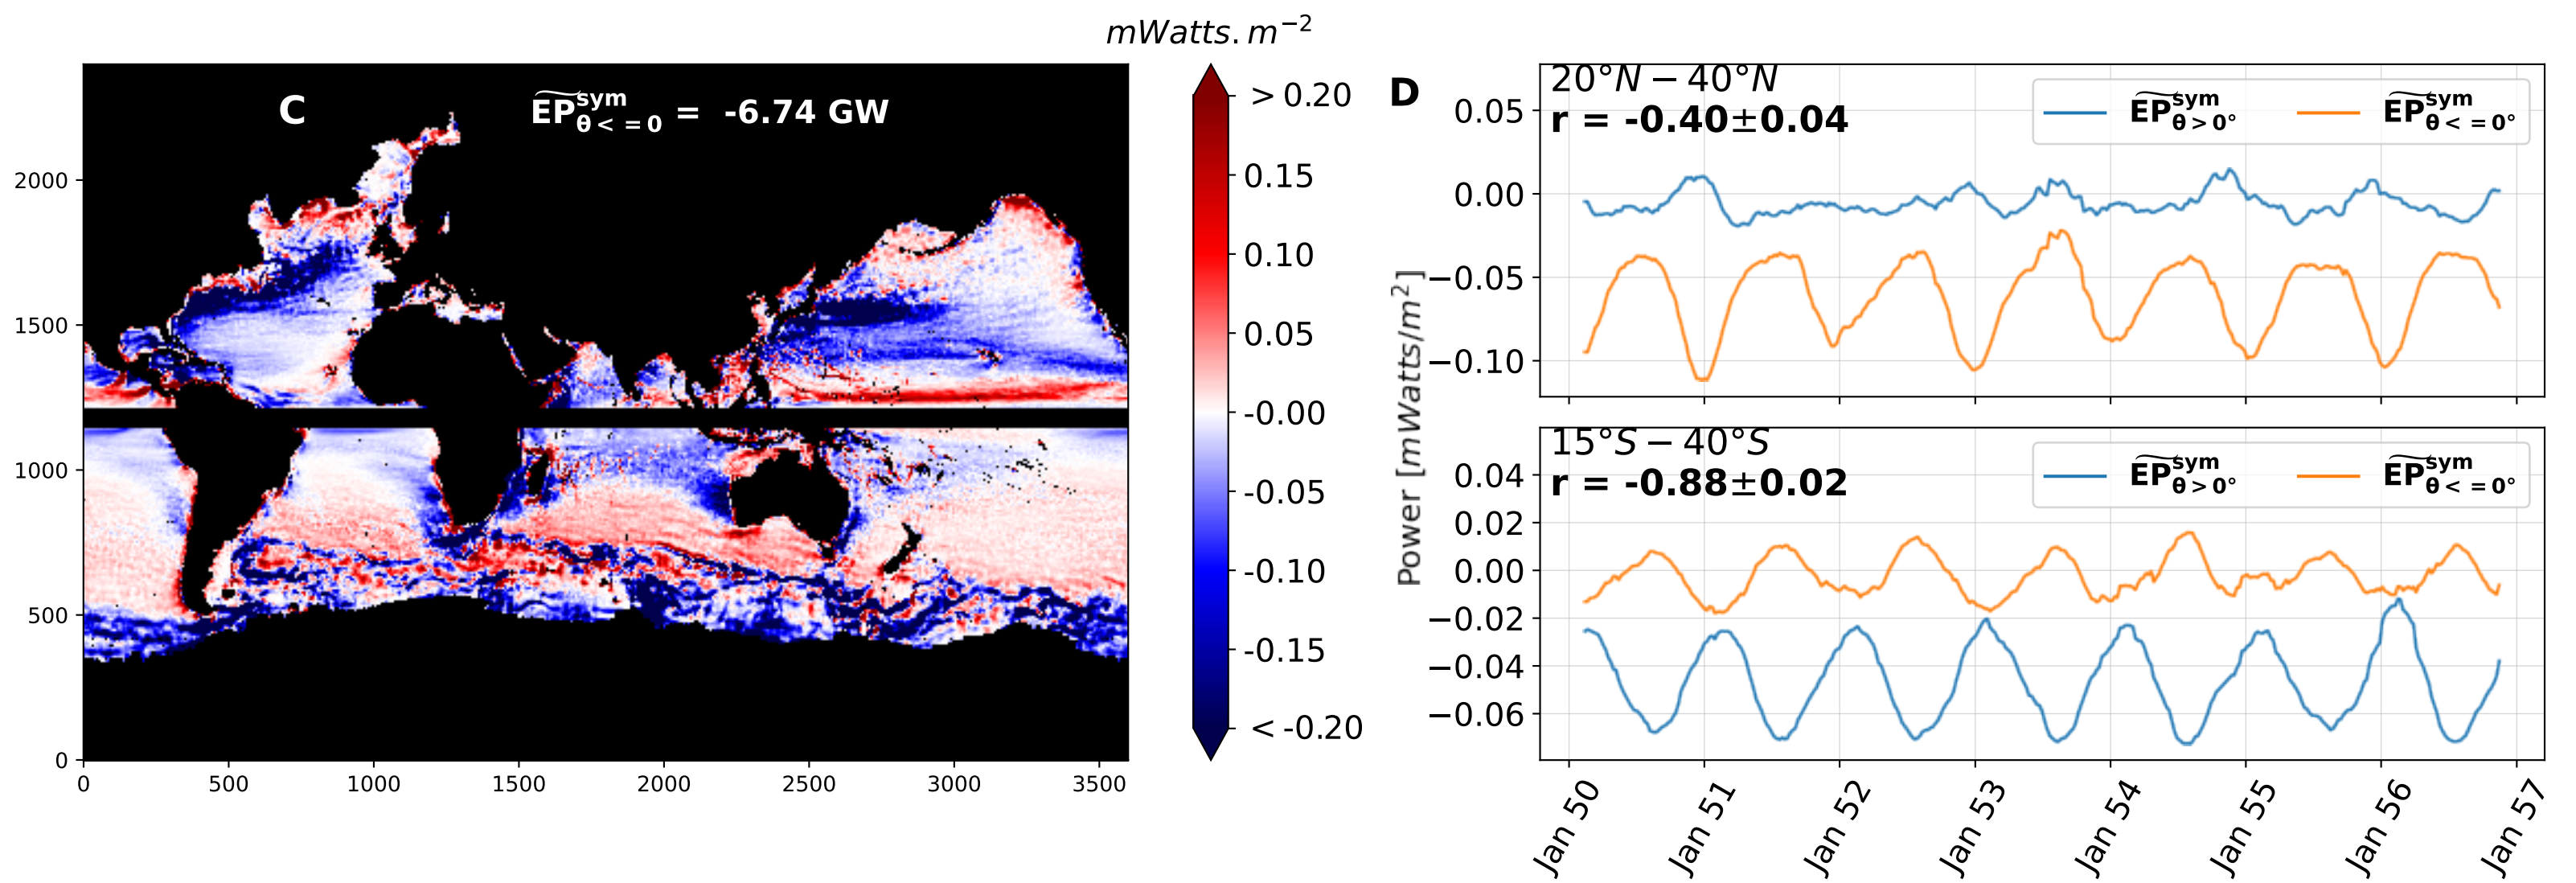 mWatts.m⁻²
C
E͠P^sym_θ<=0 = -6.74 GW
2000
1500
1000
500
0
0 500 1000 1500 2000 2500 3000 3500
>0.20
0.15
0.10
0.05
-0.00
-0.05
-0.10
-0.15
<-0.20
D
Power [mWatts/m²]
20°N − 40°N
r = -0.40±0.04
E͠P^sym_θ>0° E͠P^sym_θ<=0°
0.05
0.00
−0.05
−0.10
15°S − 40°S
r = -0.88±0.02
E͠P^sym_θ>0° E͠P^sym_θ<=0°
0.04
0.02
0.00
−0.02
−0.04
−0.06
Jan 50 Jan 51 Jan 52 Jan 53 Jan 54 Jan 55 Jan 56 Jan 57